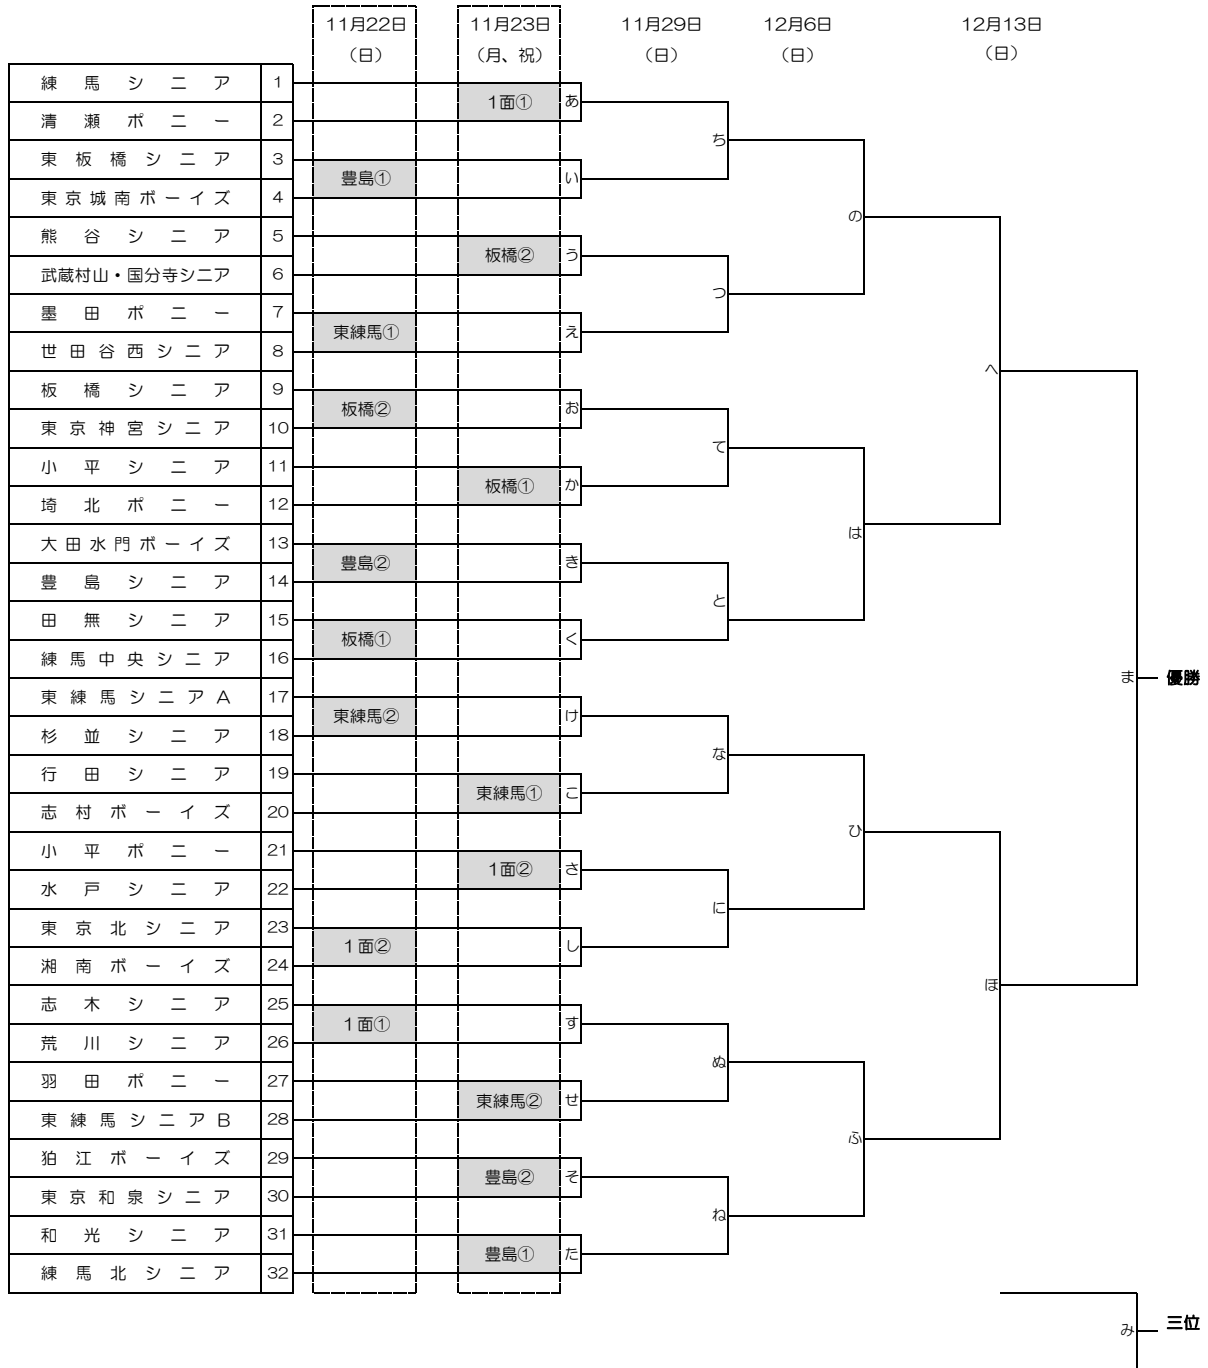 11月22日 11月23日 11月29日 12月6日 12月13日
（日） （月、祝） （日） （日） （日）
練馬シニア 1
1面① あ
清瀬ポニー 2
ち
東板橋シニア 3
豊島① い
東京城南ボーイズ 4
の
熊谷シニア 5
板橋② う
武蔵村山・国分寺シニア 6
つ
墨田ポニー 7
東練馬① え
世田谷西シニア 8
へ
板橋シニア 9
板橋② お
東京神宮シニア 10
て
小平シニア 11
板橋① か
埼北ポニー 12
は
大田水門ボーイズ 13
豊島② き
豊島シニア 14
と
田無シニア 15
板橋① く
練馬中央シニア 16
ま 優勝
東練馬シニアA 17
東練馬② け
杉並シニア 18
な
行田シニア 19
東練馬① こ
志村ボーイズ 20
ひ
小平ポニー 21
1面② さ
水戸シニア 22
に
東京北シニア 23
1面② し
湘南ボーイズ 24
ほ
志木シニア 25
1面① す
荒川シニア 26
ぬ
羽田ポニー 27
東練馬② せ
東練馬シニアB 28
ふ
狛江ボーイズ 29
豊島② そ
東京和泉シニア 30
ね
和光シニア 31
豊島① た
練馬北シニア 32
み 三位